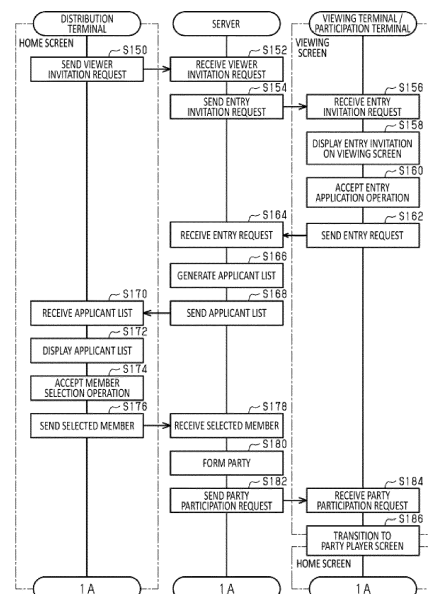 DISTRIBUTION
TERMINAL
SERVER
VIEWING TERMINAL /
PARTICIPATION TERMINAL
HOME SCREEN
VIEWING
SCREEN
S150
SEND VIEWER
INVITATION REQUEST
S152
RECEIVE VIEWER
INVITATION REQUEST
S154
SEND ENTRY
INVITATION REQUEST
S156
RECEIVE ENTRY
INVITATION REQUEST
S158
DISPLAY ENTRY INVITATION
ON VIEWING SCREEN
S160
ACCEPT ENTRY
APPLICATION OPERATION
S162
SEND ENTRY REQUEST
S164
RECEIVE ENTRY REQUEST
S166
GENERATE APPLICANT LIST
S168
SEND APPLICANT LIST
S170
RECEIVE APPLICANT LIST
S172
DISPLAY APPLICANT LIST
S174
ACCEPT MEMBER
SELECTION OPERATION
S176
SEND SELECTED MEMBER
S178
RECEIVE SELECTED MEMBER
S180
FORM PARTY
S182
SEND PARTY
PARTICIPATION REQUEST
S184
RECEIVE PARTY
PARTICIPATION REQUEST
S186
TRANSITION TO
PARTY PLAYER SCREEN
HOME SCREEN
1A
1A
1A